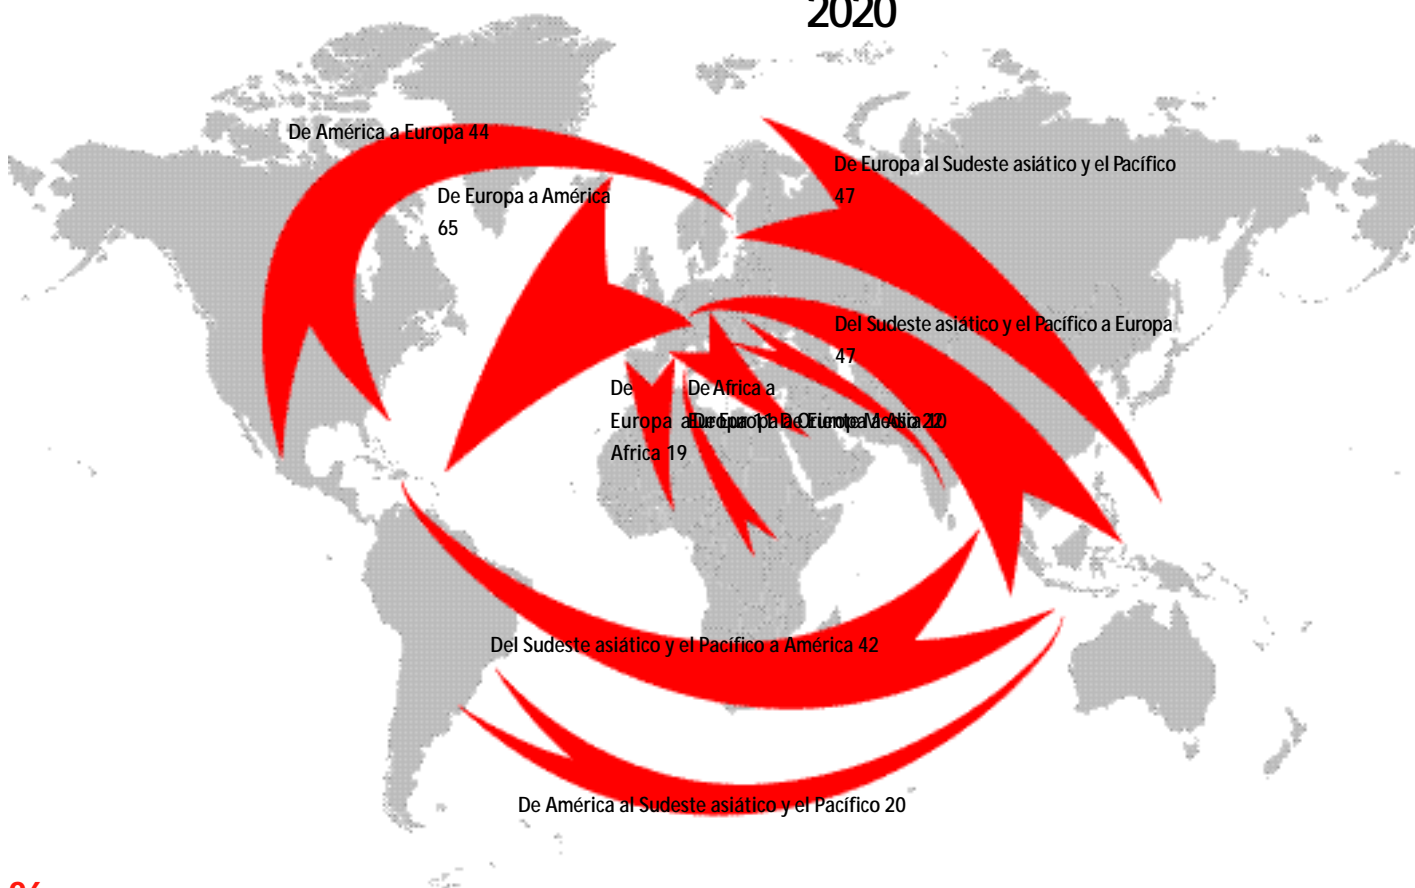 2020
De América a Europa 44
De Europa al Sudeste asiático y el Pacífico
47
De Europa a América
65
Del Sudeste asiático y el Pacífico a Europa
47
De
Europa a
Africa 19
De Africa a
Europa 11
Del Sudeste asiático y el Pacífico a América 42
De América al Sudeste asiático y el Pacífico 20